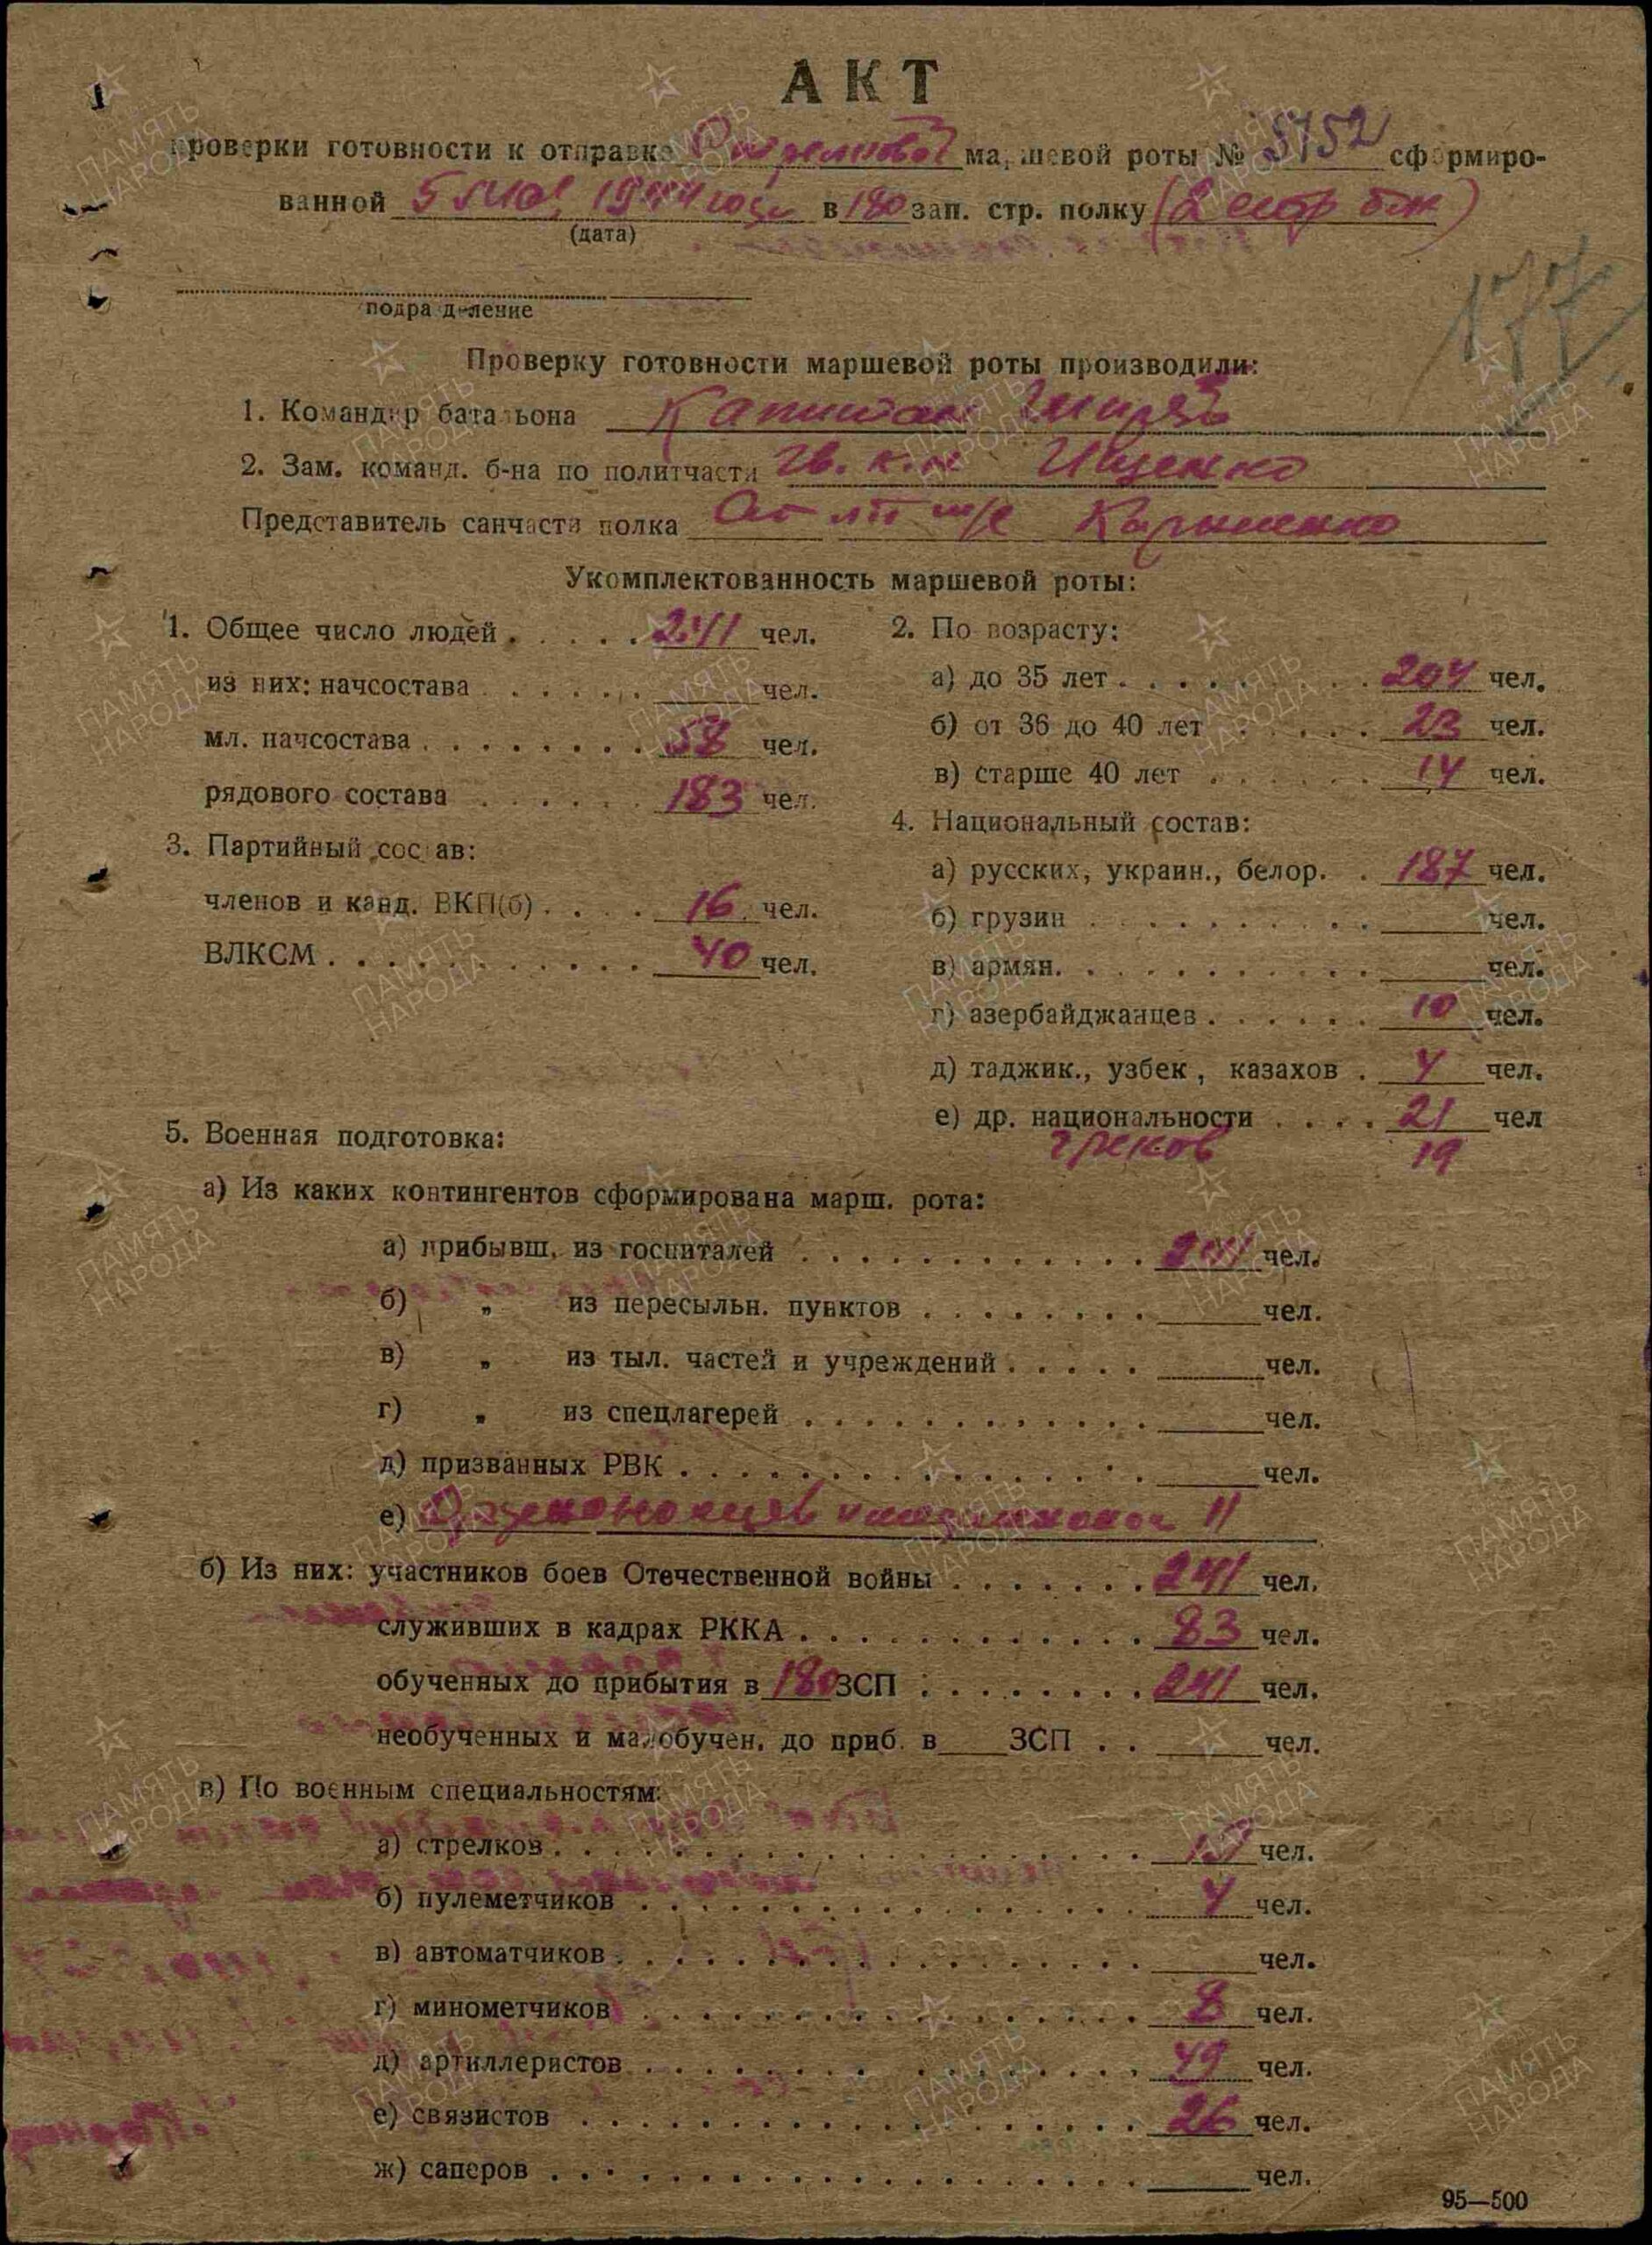 АКТ
проверки готовности к отправке маршевой роты № 5152 сформиро-
ванной 5 1944 года в 180 зап. стр. полку (2 стр бтн)
(дата)
подразделение
177
Проверку готовности маршевой роты производили:
1. Командир батальона Капитан
2. Зам. команд. б-на по политчасти Гв. к-н Ищенко
Представитель санчасти полка Ст л-т м/с
Укомплектованность маршевой роты:
1. Общее число людей . . . . . 241 чел.
из них: начсостава . . . . . . чел.
мл. начсостава . . . . . . . . 58 чел.
рядового состава . . . . . . 183 чел.
3. Партийный состав:
членов и канд. ВКП(б) . . . . 16 чел.
ВЛКСМ . . . . . . . . . . . 40 чел.
2. По возрасту:
а) до 35 лет . . . . . . . . 204 чел.
б) от 36 до 40 лет . . . . . 23 чел.
в) старше 40 лет . . . . . . 14 чел.
4. Национальный состав:
а) русских, украин., белор. . 187 чел.
б) грузин . . . . . . . . . . чел.
в) армян. . . . . . . . . . . чел.
г) азербайджанцев . . . . . . 10 чел.
д) таджик., узбек, казахов . 4 чел.
е) др. национальности . . . . 21 чел
греков 19
5. Военная подготовка:
а) Из каких контингентов сформирована марш. рота:
а) прибывш. из госпиталей . . . . . . . . . . . . чел.
б) „ из пересыльн. пунктов . . . . . . . . чел.
в) „ из тыл. частей и учреждений . . . . . чел.
г) „ из спецлагерей . . . . . . . . . . . . чел.
д) призванных РВК . . . . . . . . . . . . . . . . чел.
е)
б) Из них: участников боев Отечественной войны . . . . . . . 241 чел.
служивших в кадрах РККА . . . . . . . . . . . . 83 чел.
обученных до прибытия в 180 ЗСП . . . . . . . . 241 чел.
необученных и малообучен. до приб. в ЗСП . . чел.
в) По военным специальностям:
а) стрелков . . . . . . . . . . . . . . . . . . . . чел.
б) пулеметчиков . . . . . . . . . . . . . . . . . 4 чел.
в) автоматчиков . . . . . . . . . . . . . . . . . . чел.
г) минометчиков . . . . . . . . . . . . . . . . . 8 чел.
д) артиллеристов . . . . . . . . . . . . . . . . . 49 чел.
е) связистов . . . . . . . . . . . . . . . . . . . 26 чел.
ж) саперов . . . . . . . . . . . . . . . . . . . . чел.
95—500
ПАМЯТЬ
НАРОДА